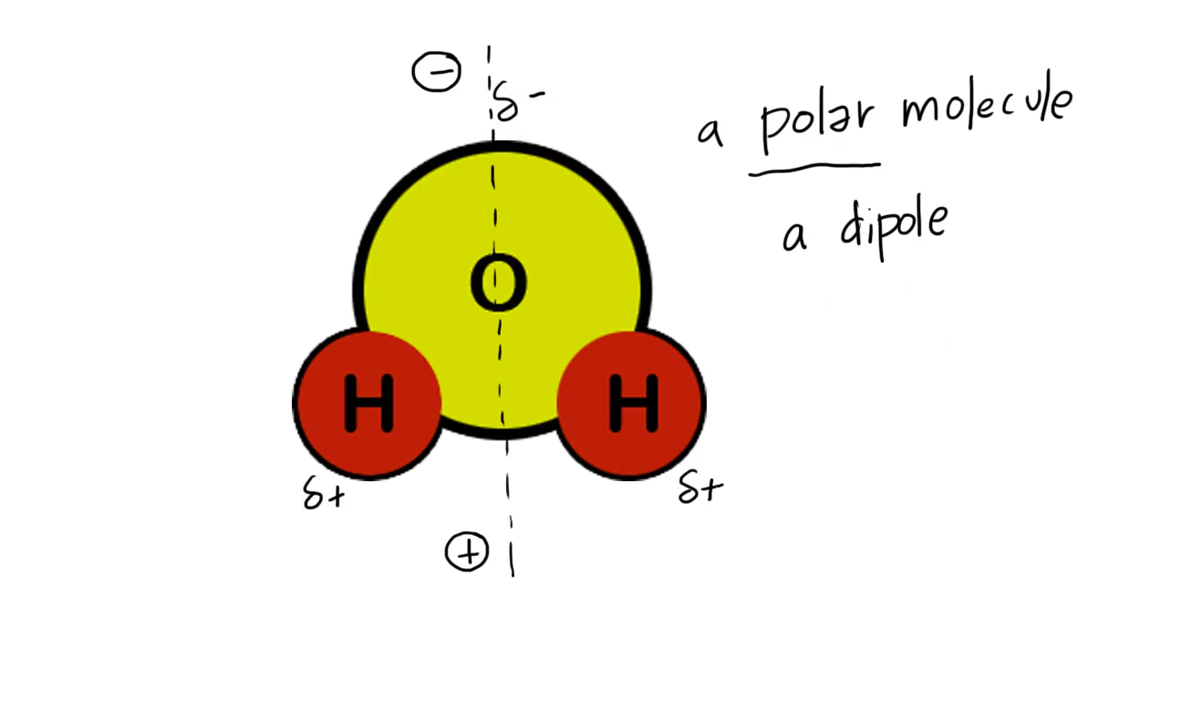 ⊖
δ-
a polar molecule
a dipole
O
H H
δ+ δ+
⊕